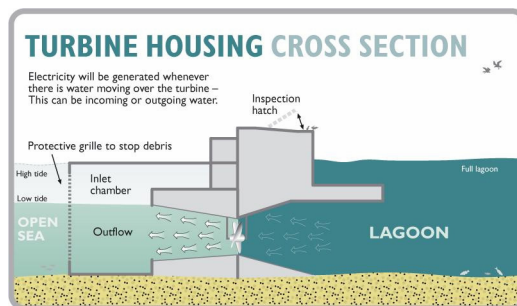 TURBINE HOUSING CROSS SECTION
Electricity will be generated whenever
there is water moving over the turbine –
This can be incoming or outgoing water.
Inspection
hatch
Protective grille to stop debris
High tide
Inlet
chamber
Full lagoon
Low tide
OPEN
SEA
Outflow
LAGOON